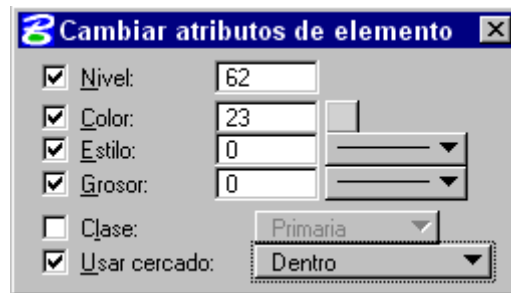 Cambiar atributos de elemento
Nivel: 62
Color: 23
Estilo: 0
Grosor: 0
Clase: Primaria
Usar cercado: Dentro